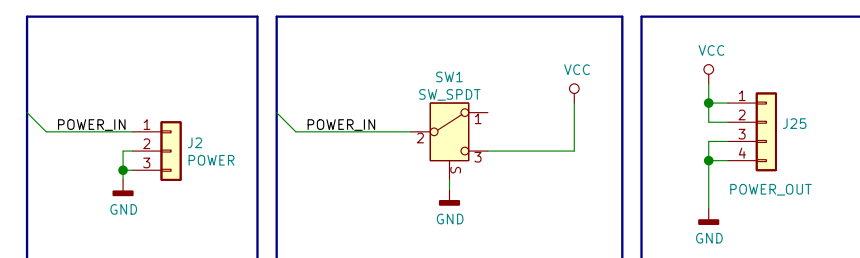 POWER_IN
1
2
3
J2
POWER
GND
SW1
SW_SPDT
POWER_IN
2
1
3
S
GND
VCC
VCC
1
2
3
4
J25
POWER_OUT
GND